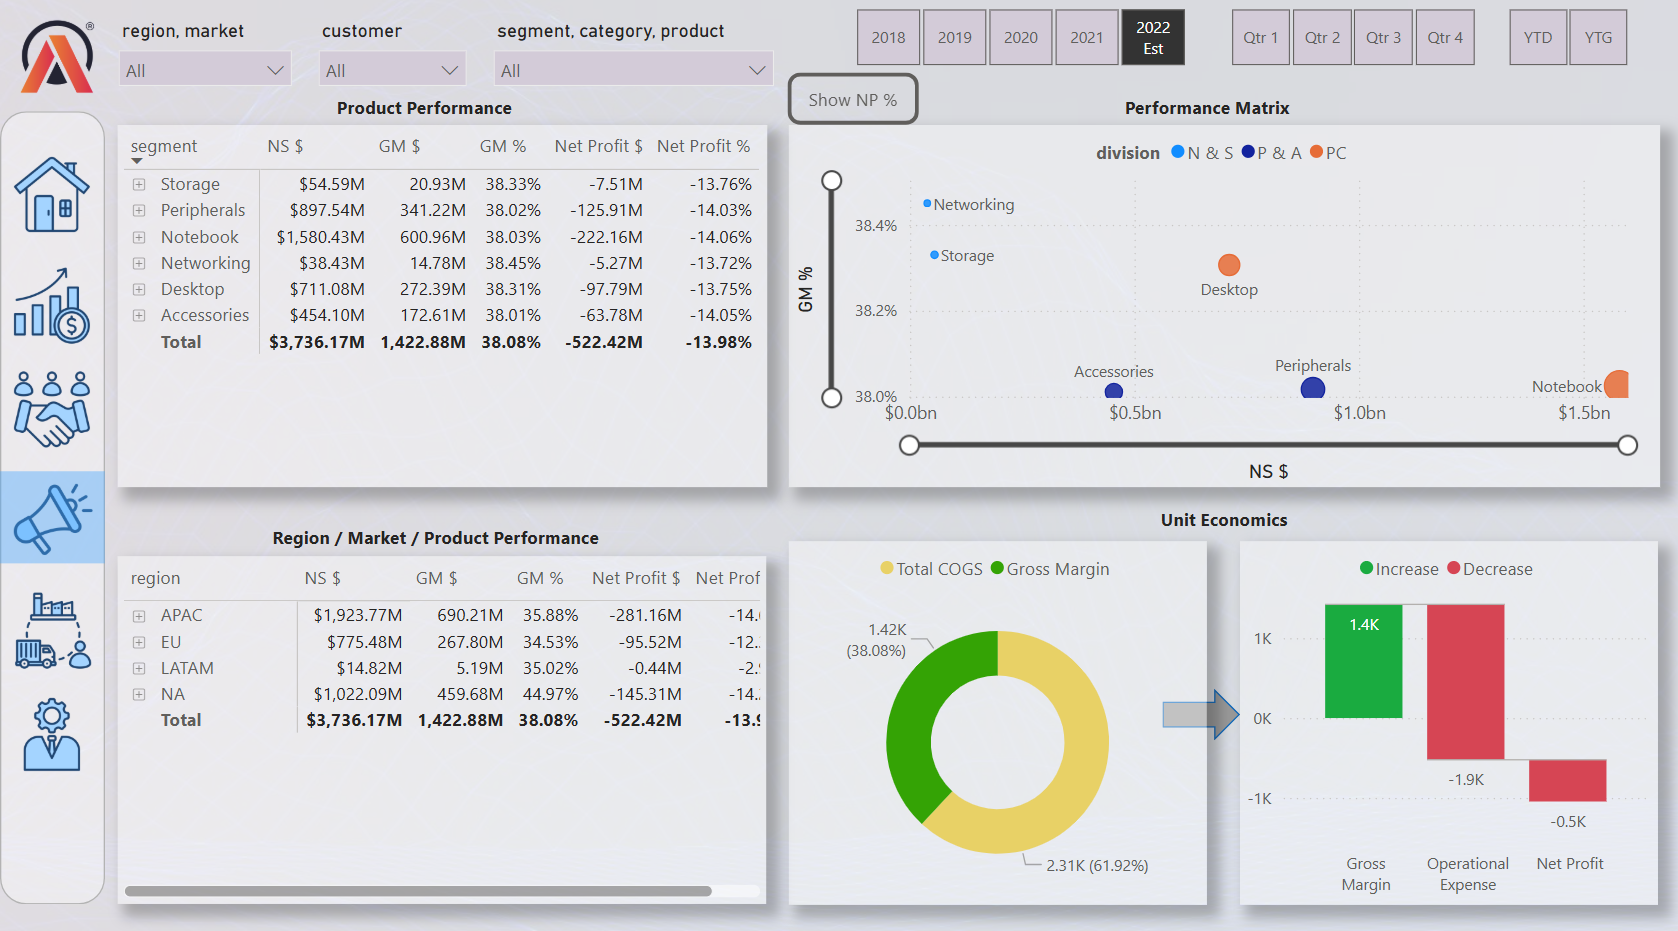 region, market
customer
segment, category, product
All
All
All
2018
2019
2020
2021
2022
Est
Qtr 1
Qtr 2
Qtr 3
Qtr 4
YTD
YTG
®
Product Performance
segment NS $ GM $ GM % Net Profit $ Net Profit %
Storage $54.59M 20.93M 38.33% -7.51M -13.76%
Peripherals $897.54M 341.22M 38.02% -125.91M -14.03%
Notebook $1,580.43M 600.96M 38.03% -222.16M -14.06%
Networking $38.43M 14.78M 38.45% -5.27M -13.72%
Desktop $711.08M 272.39M 38.31% -97.79M -13.75%
Accessories $454.10M 172.61M 38.01% -63.78M -14.05%
Total $3,736.17M 1,422.88M 38.08% -522.42M -13.98%
Show NP %
Performance Matrix
division N & S P & A PC
GM %
38.4%
38.2%
38.0%
Networking
Storage
Desktop
Accessories
Peripherals
Notebook
$0.0bn $0.5bn $1.0bn $1.5bn
NS $
Region / Market / Product Performance
region NS $ GM $ GM % Net Profit $ Net Prof
APAC $1,923.77M 690.21M 35.88% -281.16M
EU $775.48M 267.80M 34.53% -95.52M -12.
LATAM $14.82M 5.19M 35.02% -0.44M -2.
NA $1,022.09M 459.68M 44.97% -145.31M -14.
Total $3,736.17M 1,422.88M 38.08% -522.42M -13.9
Unit Economics
Total COGS Gross Margin
1.42K
(38.08%)
2.31K (61.92%)
Increase Decrease
1K
0K
-1K
1.4K
-1.9K
-0.5K
Gross
Margin
Operational
Expense
Net Profit